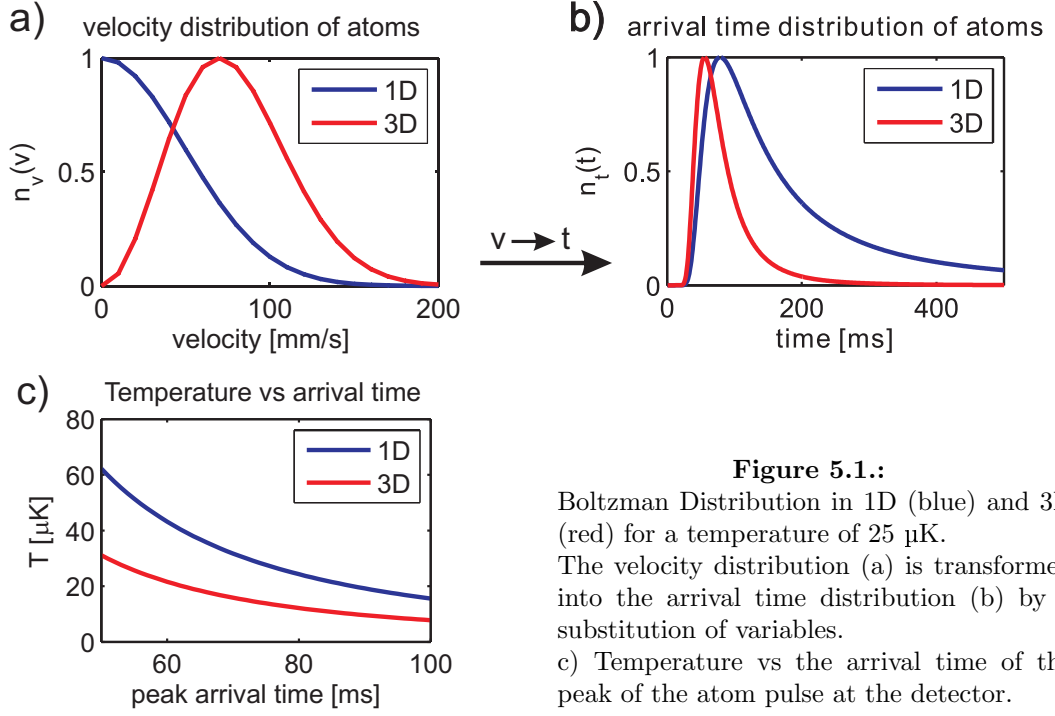 a)
velocity distribution of atoms
1
0.5
0
n_v(v)
1D
3D
0 100 200
velocity [mm/s]
v → t
b)
arrival time distribution of atoms
1
0.5
0
n_t(t)
1D
3D
0 200 400
time [ms]
c)
Temperature vs arrival time
80
60
40
20
0
T [µK]
1D
3D
60 80 100
peak arrival time [ms]
Figure 5.1.:
Boltzman Distribution in 1D (blue) and 3D
(red) for a temperature of 25 µK.
The velocity distribution (a) is transforme
into the arrival time distribution (b) by
substitution of variables.
c) Temperature vs the arrival time of th
peak of the atom pulse at the detector.